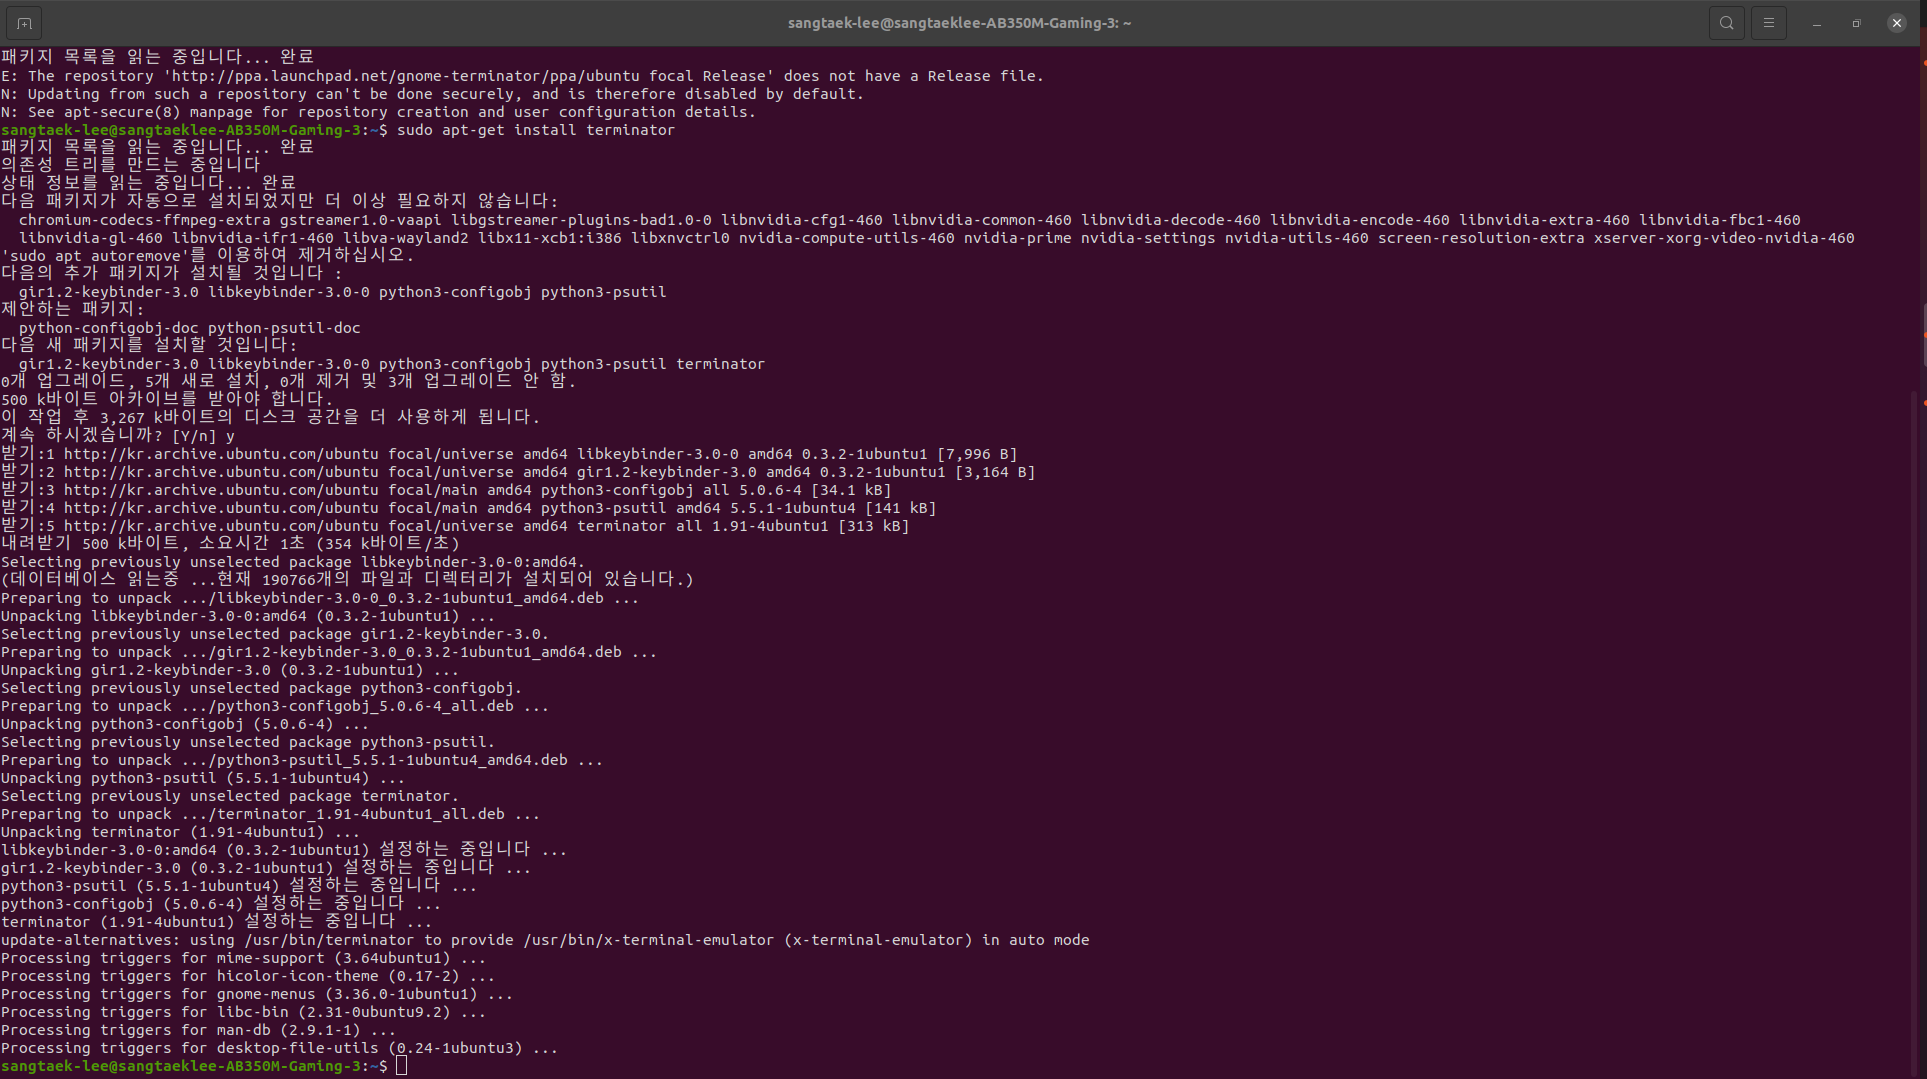 sangtaek-lee@sangtaeklee-AB350M-Gaming-3: ~
패키지 목록을 읽는 중입니다... 완료
E: The repository 'http://ppa.launchpad.net/gnome-terminator/ppa/ubuntu focal Release' does not have a Release file.
N: Updating from such a repository can't be done securely, and is therefore disabled by default.
N: See apt-secure(8) manpage for repository creation and user configuration details.
sangtaek-lee@sangtaeklee-AB350M-Gaming-3:~$ sudo apt-get install terminator
패키지 목록을 읽는 중입니다... 완료
의존성 트리를 만드는 중입니다
상태 정보를 읽는 중입니다... 완료
다음 패키지가 자동으로 설치되었지만 더 이상 필요하지 않습니다:
  chromium-codecs-ffmpeg-extra gstreamer1.0-vaapi libgstreamer-plugins-bad1.0-0 libnvidia-cfg1-460 libnvidia-common-460 libnvidia-decode-460 libnvidia-encode-460 libnvidia-extra-460 libnvidia-fbc1-460
  libnvidia-gl-460 libnvidia-ifr1-460 libva-wayland2 libx11-xcb1:i386 libxnvctrl0 nvidia-compute-utils-460 nvidia-prime nvidia-settings nvidia-utils-460 screen-resolution-extra xserver-xorg-video-nvidia-460
'sudo apt autoremove'를 이용하여 제거하십시오.
다음의 추가 패키지가 설치될 것입니다 :
  gir1.2-keybinder-3.0 libkeybinder-3.0-0 python3-configobj python3-psutil
제안하는 패키지:
  python-configobj-doc python-psutil-doc
다음 새 패키지를 설치할 것입니다:
  gir1.2-keybinder-3.0 libkeybinder-3.0-0 python3-configobj python3-psutil terminator
0개 업그레이드, 5개 새로 설치, 0개 제거 및 3개 업그레이드 안 함.
500 k바이트 아카이브를 받아야 합니다.
이 작업 후 3,267 k바이트의 디스크 공간을 더 사용하게 됩니다.
계속 하시겠습니까? [Y/n] y
받기:1 http://kr.archive.ubuntu.com/ubuntu focal/universe amd64 libkeybinder-3.0-0 amd64 0.3.2-1ubuntu1 [7,996 B]
받기:2 http://kr.archive.ubuntu.com/ubuntu focal/universe amd64 gir1.2-keybinder-3.0 amd64 0.3.2-1ubuntu1 [3,164 B]
받기:3 http://kr.archive.ubuntu.com/ubuntu focal/main amd64 python3-configobj all 5.0.6-4 [34.1 kB]
받기:4 http://kr.archive.ubuntu.com/ubuntu focal/main amd64 python3-psutil amd64 5.5.1-1ubuntu4 [141 kB]
받기:5 http://kr.archive.ubuntu.com/ubuntu focal/universe amd64 terminator all 1.91-4ubuntu1 [313 kB]
내려받기 500 k바이트, 소요시간 1초 (354 k바이트/초)
Selecting previously unselected package libkeybinder-3.0-0:amd64.
(데이터베이스 읽는중 ...현재 190766개의 파일과 디렉터리가 설치되어 있습니다.)
Preparing to unpack .../libkeybinder-3.0-0_0.3.2-1ubuntu1_amd64.deb ...
Unpacking libkeybinder-3.0-0:amd64 (0.3.2-1ubuntu1) ...
Selecting previously unselected package gir1.2-keybinder-3.0.
Preparing to unpack .../gir1.2-keybinder-3.0_0.3.2-1ubuntu1_amd64.deb ...
Unpacking gir1.2-keybinder-3.0 (0.3.2-1ubuntu1) ...
Selecting previously unselected package python3-configobj.
Preparing to unpack .../python3-configobj_5.0.6-4_all.deb ...
Unpacking python3-configobj (5.0.6-4) ...
Selecting previously unselected package python3-psutil.
Preparing to unpack .../python3-psutil_5.5.1-1ubuntu4_amd64.deb ...
Unpacking python3-psutil (5.5.1-1ubuntu4) ...
Selecting previously unselected package terminator.
Preparing to unpack .../terminator_1.91-4ubuntu1_all.deb ...
Unpacking terminator (1.91-4ubuntu1) ...
libkeybinder-3.0-0:amd64 (0.3.2-1ubuntu1) 설정하는 중입니다 ...
gir1.2-keybinder-3.0 (0.3.2-1ubuntu1) 설정하는 중입니다 ...
python3-psutil (5.5.1-1ubuntu4) 설정하는 중입니다 ...
python3-configobj (5.0.6-4) 설정하는 중입니다 ...
terminator (1.91-4ubuntu1) 설정하는 중입니다 ...
update-alternatives: using /usr/bin/terminator to provide /usr/bin/x-terminal-emulator (x-terminal-emulator) in auto mode
Processing triggers for mime-support (3.64ubuntu1) ...
Processing triggers for hicolor-icon-theme (0.17-2) ...
Processing triggers for gnome-menus (3.36.0-1ubuntu1) ...
Processing triggers for libc-bin (2.31-0ubuntu9.2) ...
Processing triggers for man-db (2.9.1-1) ...
Processing triggers for desktop-file-utils (0.24-1ubuntu3) ...
sangtaek-lee@sangtaeklee-AB350M-Gaming-3:~$